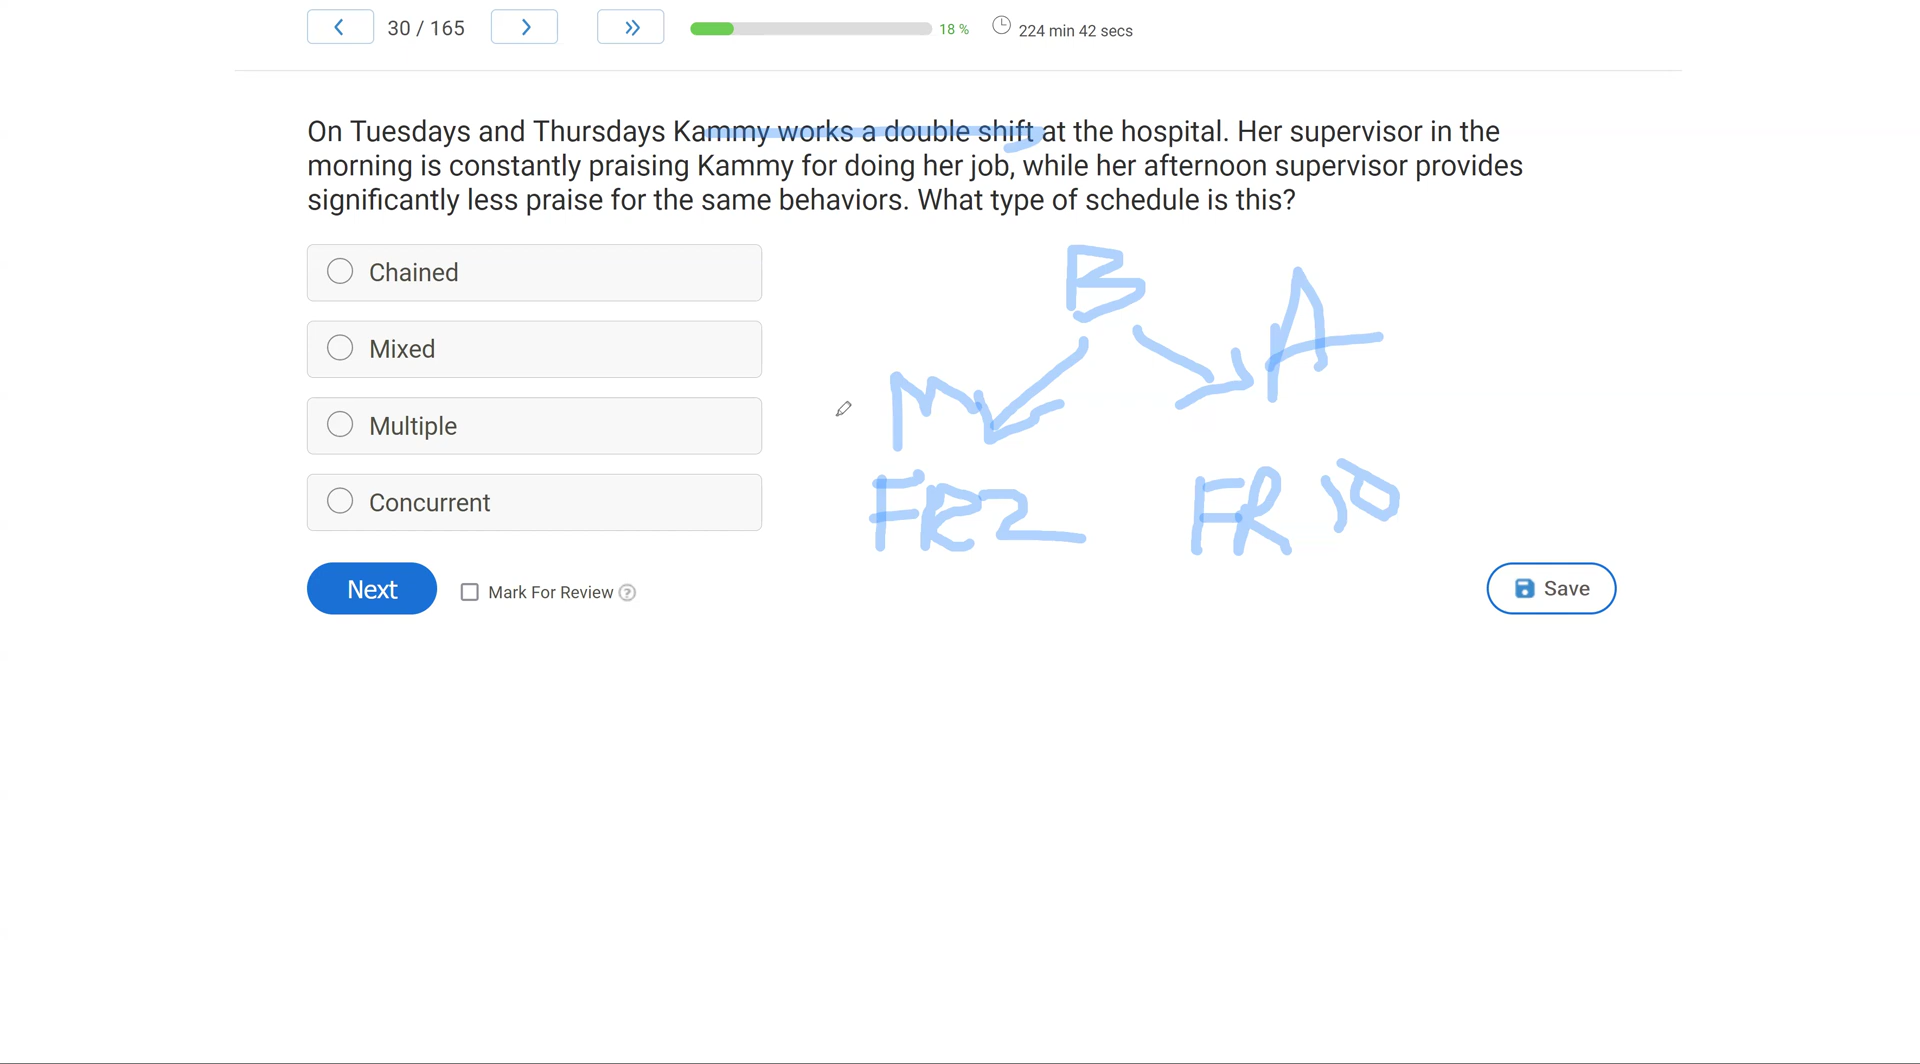 30 / 165
18 %
224 min 42 secs
On Tuesdays and Thursdays Kammy works a double shift at the hospital. Her supervisor in the
morning is constantly praising Kammy for doing her job, while her afternoon supervisor provides
significantly less praise for the same behaviors. What type of schedule is this?
Chained
Mixed
Multiple
Concurrent
B
M
A
FR2
FR 10
Next
Mark For Review ?
Save